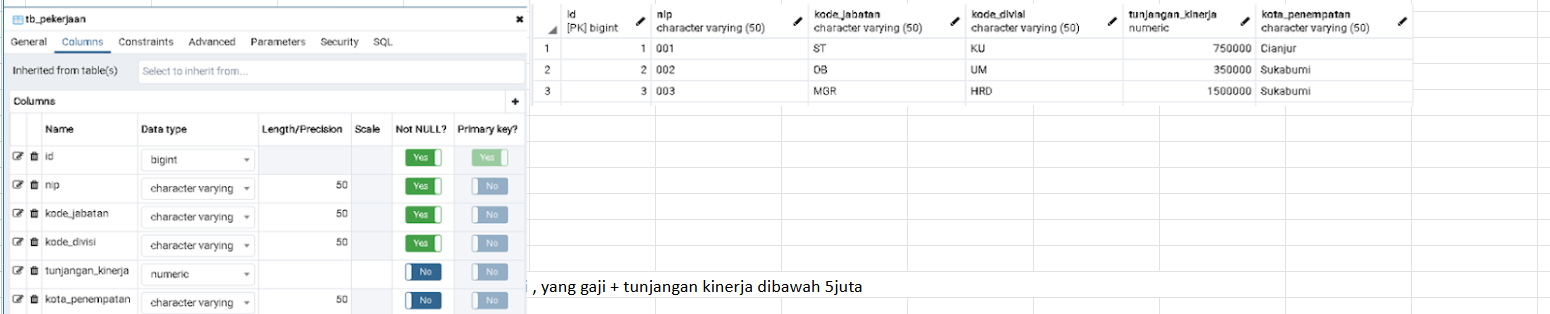 tb_pekerjaan
General Columns Constraints Advanced Parameters Security SQL
Inherited from table(s) Select to inherit from...
Columns
Name Data type Length/Precision Scale Not NULL? Primary key?
id bigint Yes Yes
nip character varying 50 Yes No
kode_jabatan character varying 50 Yes No
kode_divisi character varying 50 Yes No
tunjangan_kinerja numeric No No
kota_penempatan character varying 50 No No
id nip kode_jabatan kode_divisi tunjangan_kinerja kota_penempatan
[PK] bigint character varying (50) character varying (50) character varying (50) numeric character varying (50)
1 1 001 ST KU 750000 Cianjur
2 2 002 OB UM 350000 Sukabumi
3 3 003 MGR HRD 1500000 Sukabumi
, yang gaji + tunjangan kinerja dibawah 5juta